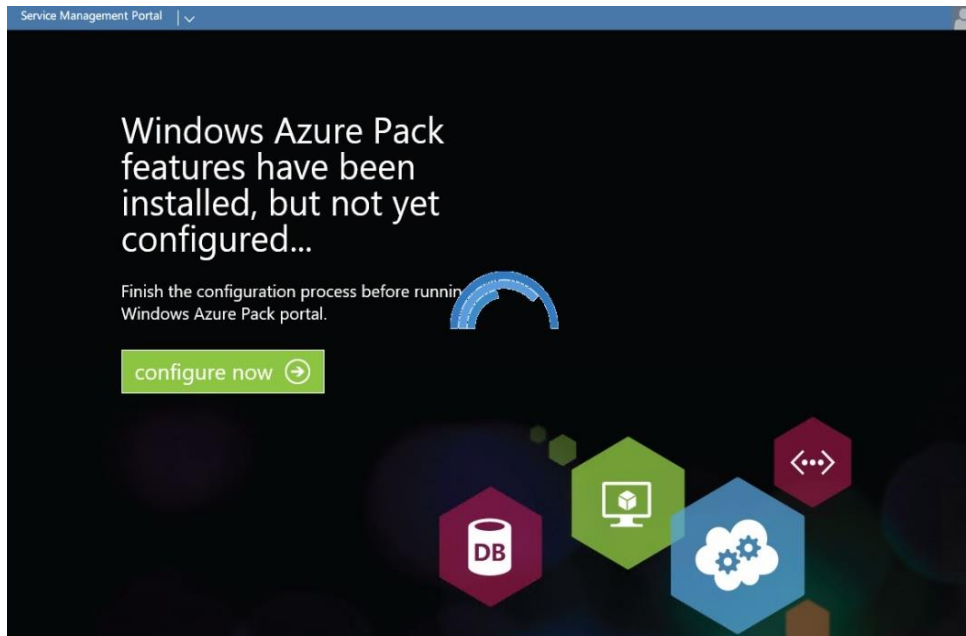 Service Management Portal
Windows Azure Pack
features have been
installed, but not yet
configured...
Finish the configuration process before runnin
Windows Azure Pack portal.
configure now
DB